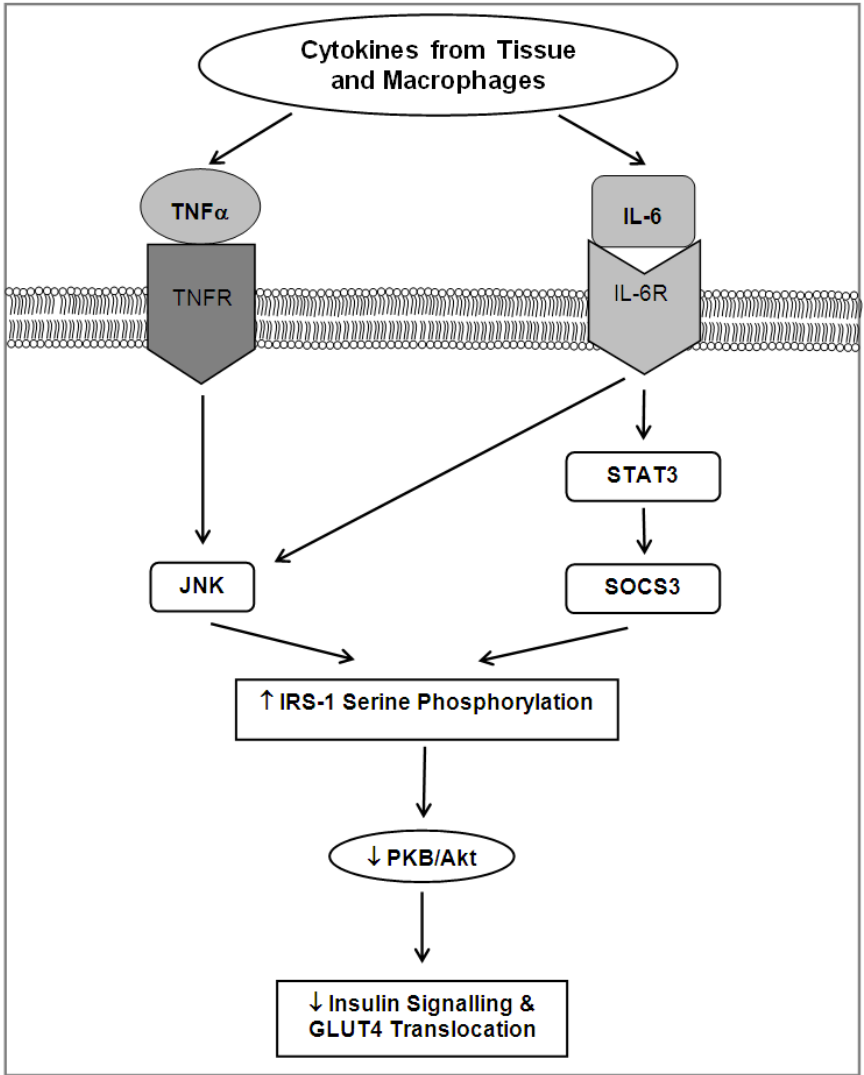 Cytokines from Tissue
and Macrophages
TNFα
IL-6
TNFR
IL-6R
STAT3
JNK
SOCS3
↑ IRS-1 Serine Phosphorylation
↓ PKB/Akt
↓ Insulin Signalling &
GLUT4 Translocation